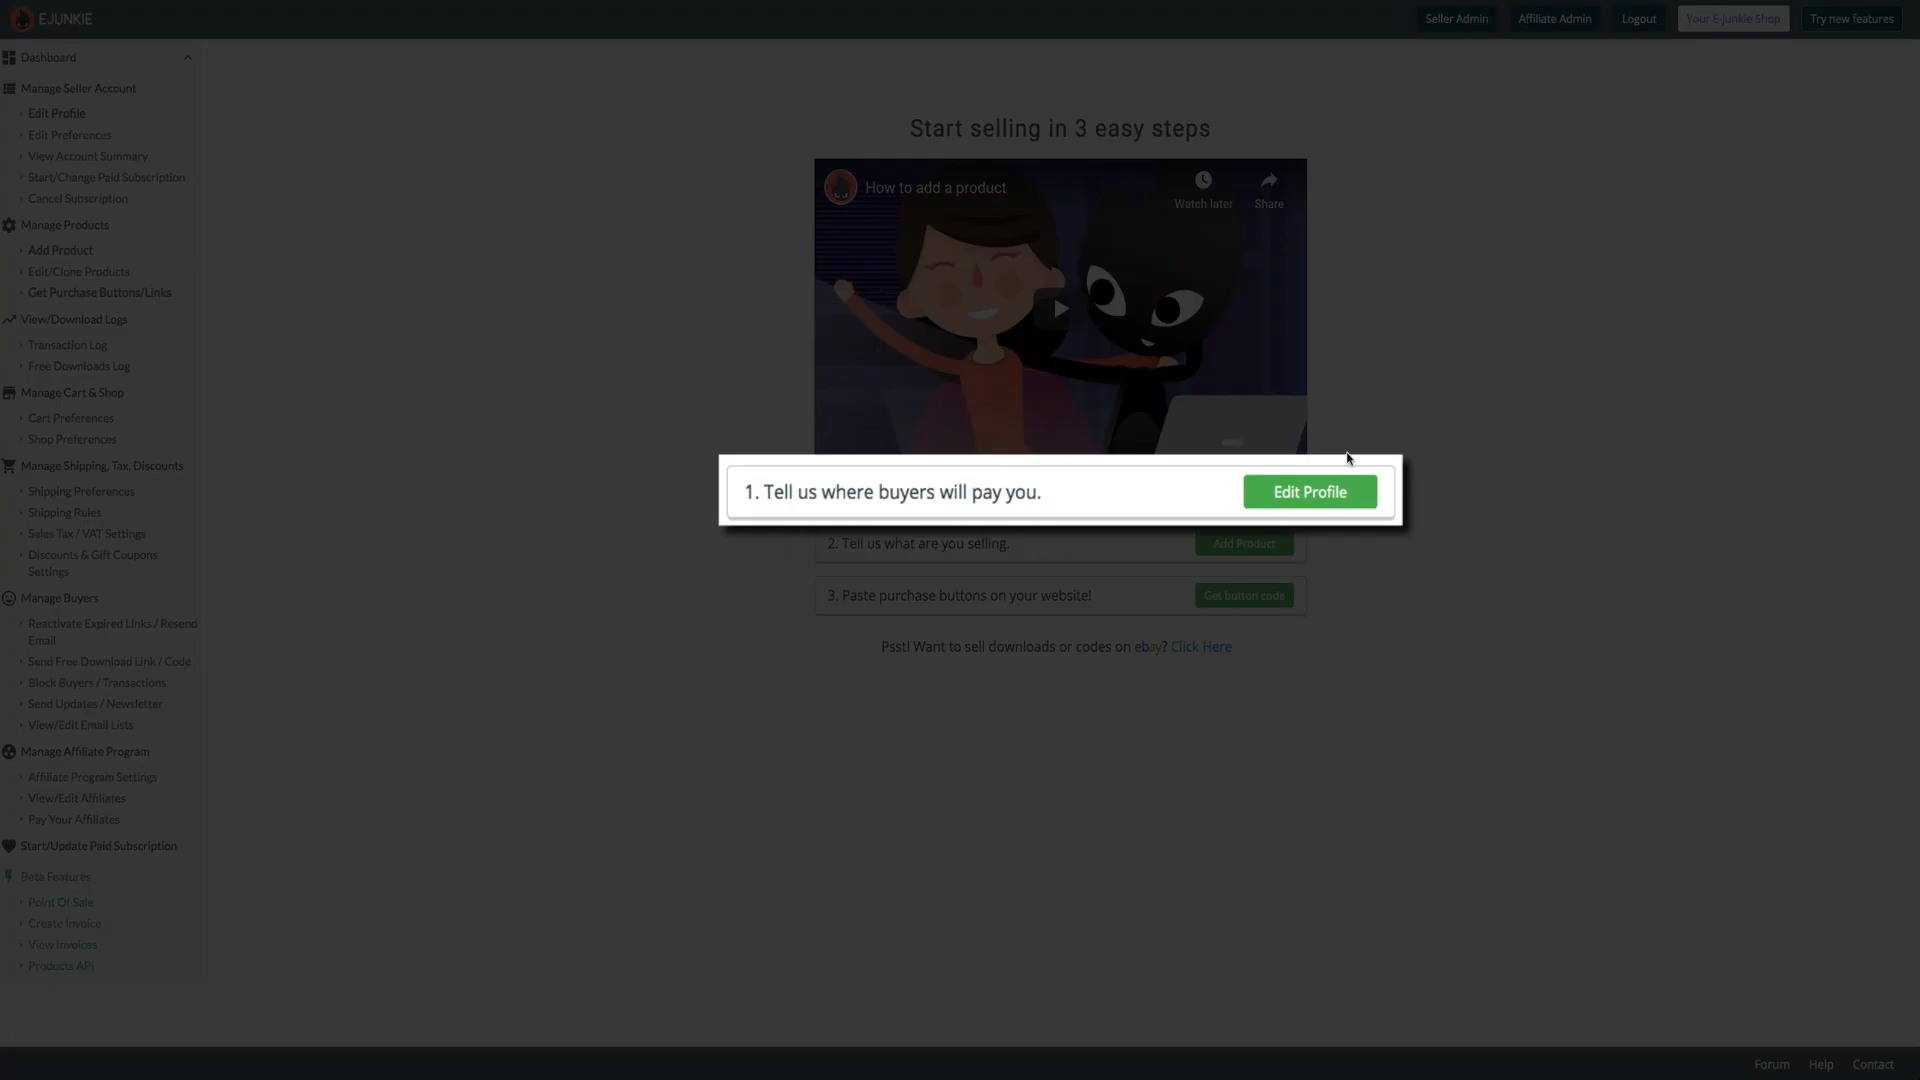 EJUNKIE
Seller Admin
Affiliate Admin
Logout
Your E-junkie Shop
Try new features
Dashboard
Manage Seller Account
Edit Profile
Edit Preferences
View Account Summary
Start/Change Paid Subscription
Cancel Subscription
Manage Products
Add Product
Edit/Clone Products
Get Purchase Buttons/Links
View/Download Logs
Transaction Log
Free Downloads Log
Manage Cart & Shop
Cart Preferences
Shop Preferences
Manage Shipping, Tax, Discounts
Shipping Preferences
Shipping Rules
Sales Tax / VAT Settings
Discounts & Gift Coupons
Settings
Manage Buyers
Reactivate Expired Links / Resend
Email
Send Free Download Link / Code
Block Buyers / Transactions
Send Updates / Newsletter
View/Edit Email Lists
Manage Affiliate Program
Affiliate Program Settings
View/Edit Affiliates
Pay Your Affiliates
Start/Update Paid Subscription
Beta Features
Point Of Sale
Create Invoice
View Invoices
Products API
Start selling in 3 easy steps
How to add a product
Watch later
Share
1. Tell us where buyers will pay you.
Edit Profile
2. Tell us what are you selling.
Add Product
3. Paste purchase buttons on your website!
Get button code
Psst! Want to sell downloads or codes on ebay? Click Here
Forum
Help
Contact